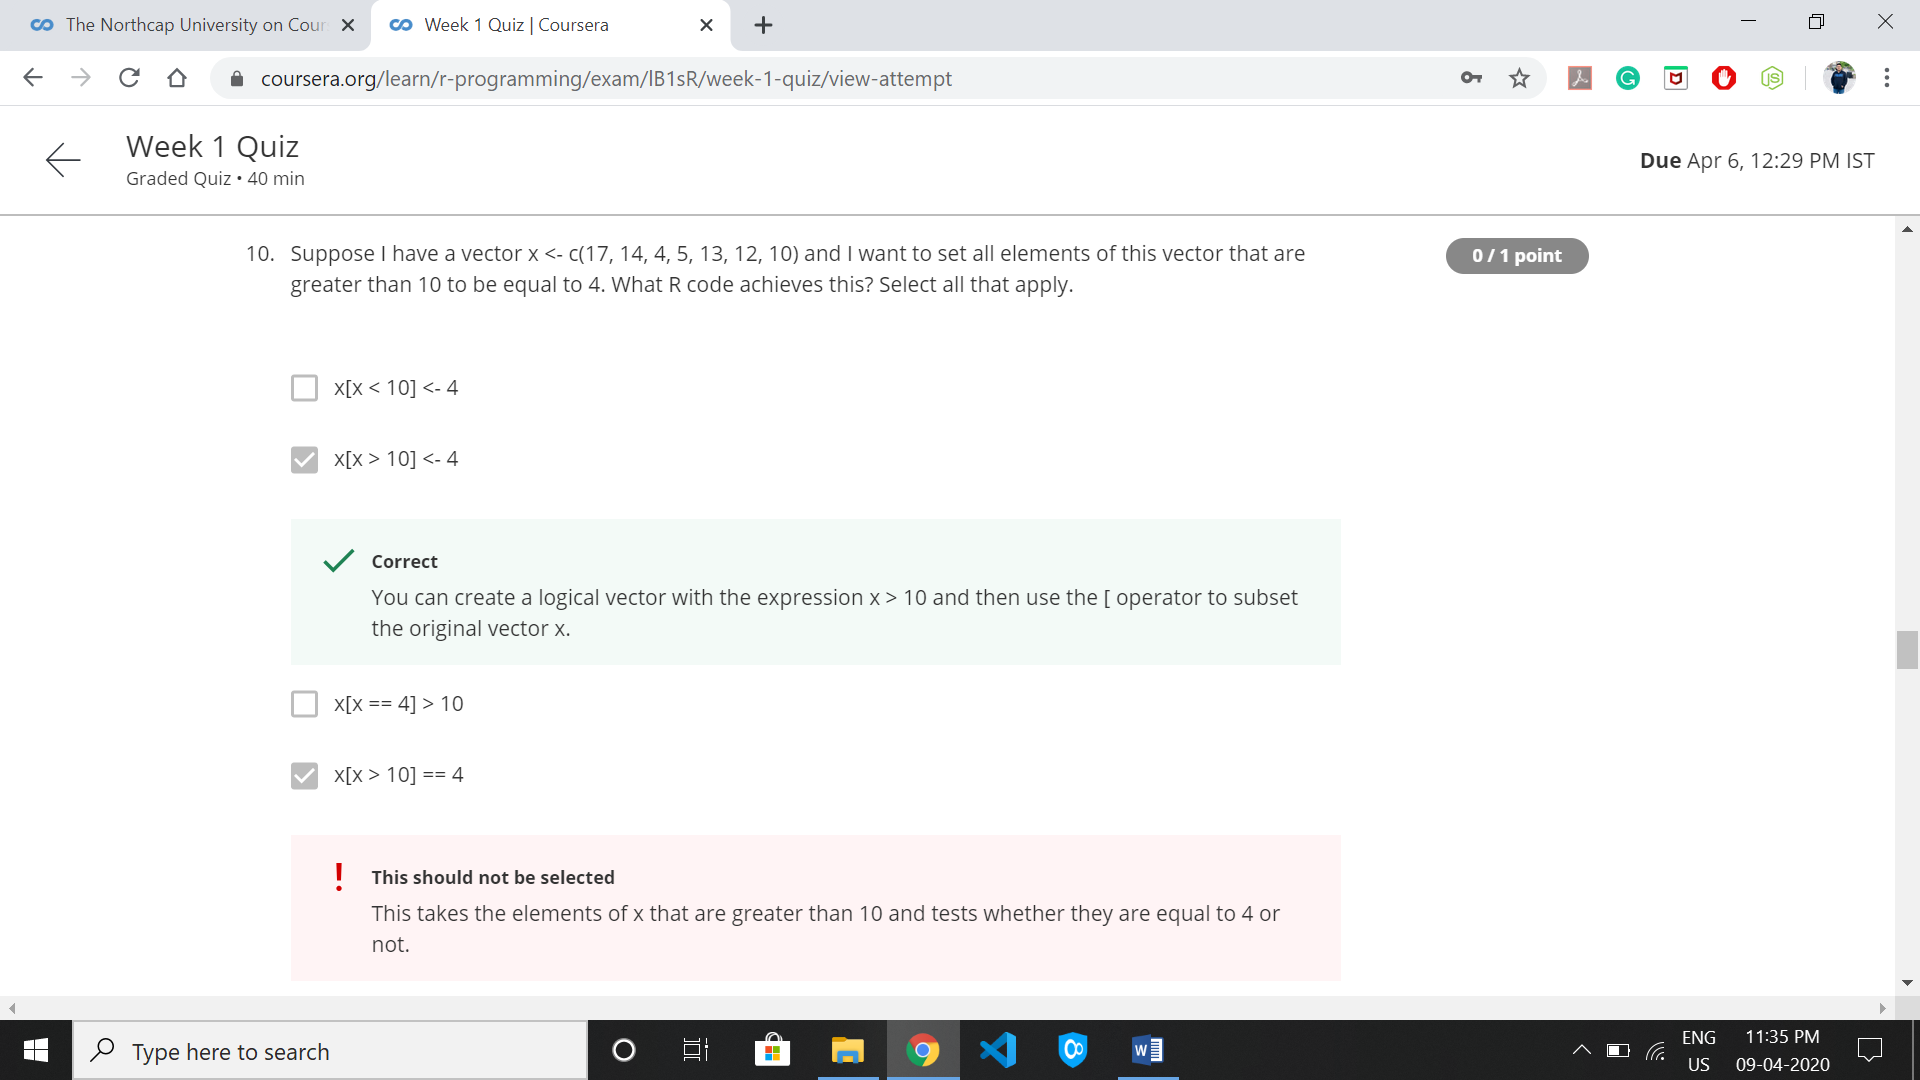 The Northcap University on Cour
Week 1 Quiz | Coursera
coursera.org/learn/r-programming/exam/lB1sR/week-1-quiz/view-attempt
Week 1 Quiz
Graded Quiz • 40 min
Due Apr 6, 12:29 PM IST
10. Suppose I have a vector x <- c(17, 14, 4, 5, 13, 12, 10) and I want to set all elements of this vector that are
greater than 10 to be equal to 4. What R code achieves this? Select all that apply.
0 / 1 point
x[x < 10] <- 4
x[x > 10] <- 4
Correct
You can create a logical vector with the expression x > 10 and then use the [ operator to subset
the original vector x.
x[x == 4] > 10
x[x > 10] == 4
! This should not be selected
This takes the elements of x that are greater than 10 and tests whether they are equal to 4 or
not.
Type here to search
ENG
US
11:35 PM
09-04-2020